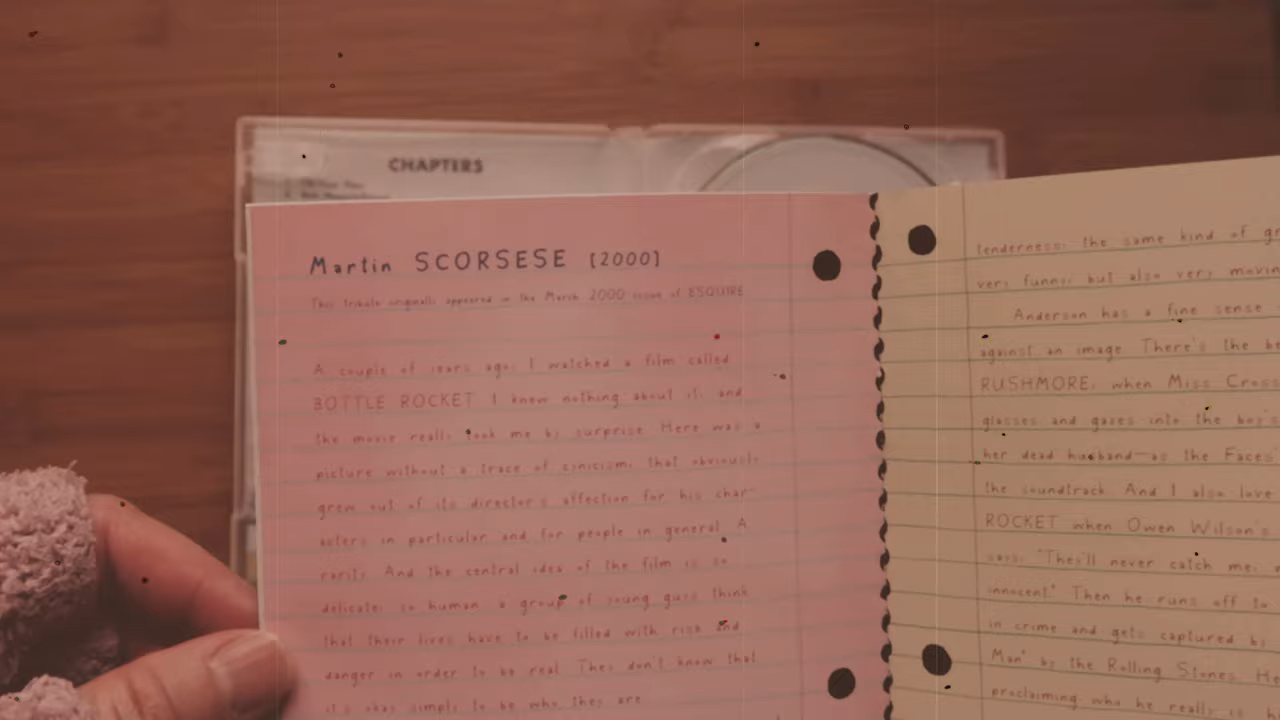 CHAPTERS
Martin SCORSESE [2000]
This tribute originally appeared in the March 2000 issue of ESQUIRE
A couple of years ago, I watched a film called
BOTTLE ROCKET. I knew nothing about it, and
the movie really took me by surprise. Here was a
picture without a trace of cynicism, that obviously
grew out of its director's affection for his char-
acters in particular and for people in general. A
rarity. And the central idea of the film is so
delicate, so human: a group of young guys think
that their lives have to be filled with risk and
danger in order to be real. They don't know that
it's okay simply to be who they are.
tenderness: the same kind of
very funny but also very
Anderson has a fine sense
against an image. There's the
RUSHMORE, when Miss
glasses and gazes into the boy's
her dead husband—as the Faces'
the soundtrack. And I also love
ROCKET when Owen Wilson's
says: "They'll never catch me,
innocent." Then he runs off to
in crime and gets captured by
Man" by the Rolling Stones. He
proclaiming who he really is